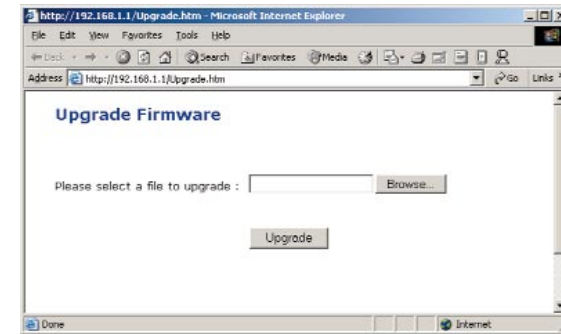 http://192.168.1.1/Upgrade.htm - Microsoft Internet Explorer
File Edit View Favorites Tools Help
Back Search Favorites Media
Address http://192.168.1.1/Upgrade.htm Go Links
Upgrade Firmware
Please select a file to upgrade : Browse...
Upgrade
Done Internet